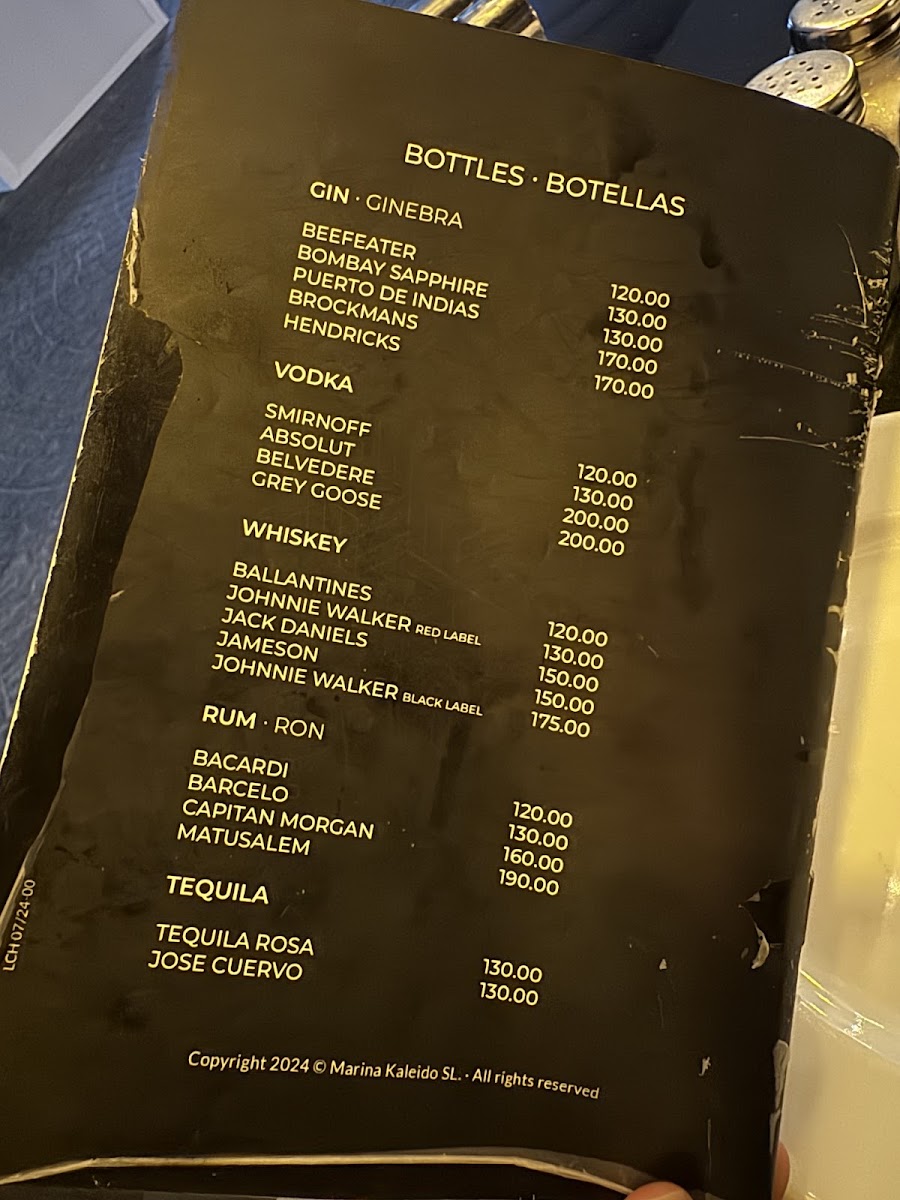 BOTTLES · BOTELLAS
GIN · GINEBRA
BEEFEATER 120.00
BOMBAY SAPPHIRE 130.00
PUERTO DE INDIAS 130.00
BROCKMANS 170.00
HENDRICKS 170.00
VODKA
SMIRNOFF 120.00
ABSOLUT 130.00
BELVEDERE 200.00
GREY GOOSE 200.00
WHISKEY
BALLANTINES 120.00
JOHNNIE WALKER RED LABEL 130.00
JACK DANIELS 150.00
JAMESON 150.00
JOHNNIE WALKER BLACK LABEL 175.00
RUM · RON
BACARDI 120.00
BARCELO 130.00
CAPITAN MORGAN 160.00
MATUSALEM 190.00
TEQUILA
TEQUILA ROSA 130.00
JOSE CUERVO 130.00
Copyright 2024 © Marina Kaleido SL. · All rights reserved
LCH 07/24-00